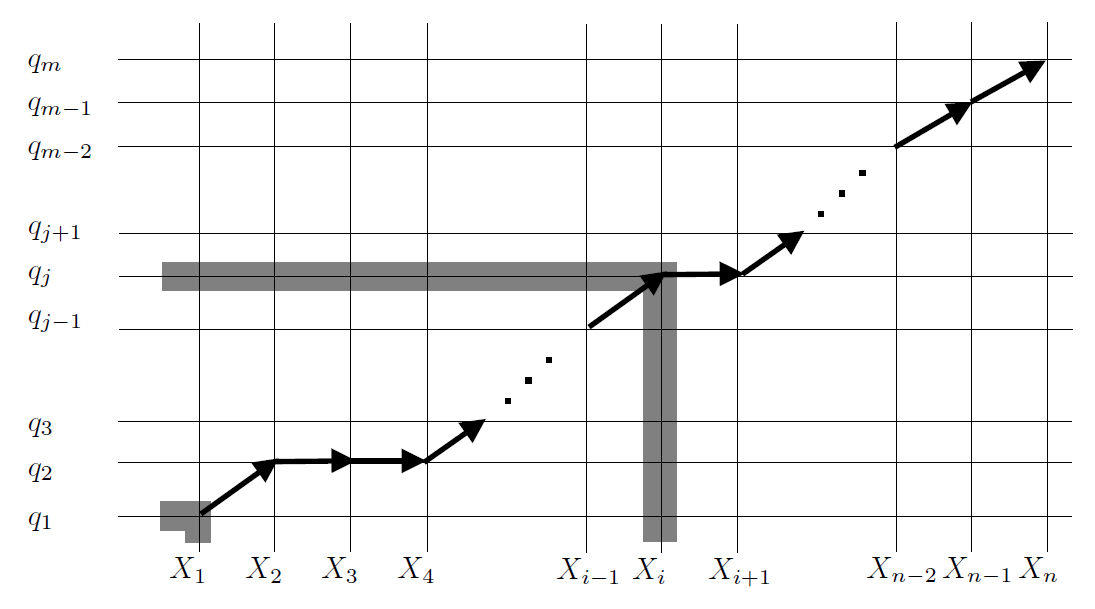 q_m
q_{m-1}
q_{m-2}
q_{j+1}
q_j
q_{j-1}
q_3
q_2
q_1
X_1 X_2 X_3 X_4 X_{i-1} X_i X_{i+1} X_{n-2} X_{n-1} X_n